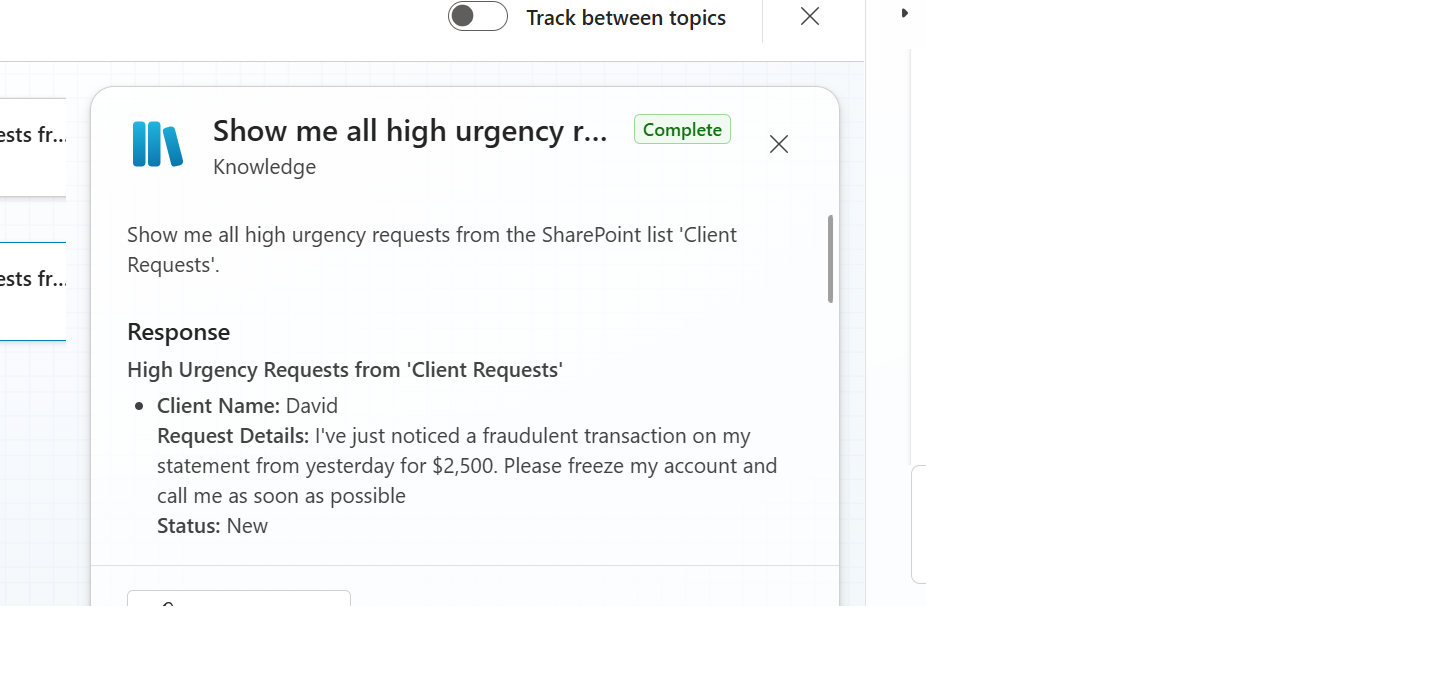 Track between topics
ests fr...
ests fr...
Show me all high urgency r...
Complete
Knowledge
Show me all high urgency requests from the SharePoint list 'Client
Requests'.
Response
High Urgency Requests from 'Client Requests'
• Client Name: David
Request Details: I've just noticed a fraudulent transaction on my
statement from yesterday for $2,500. Please freeze my account and
call me as soon as possible
Status: New